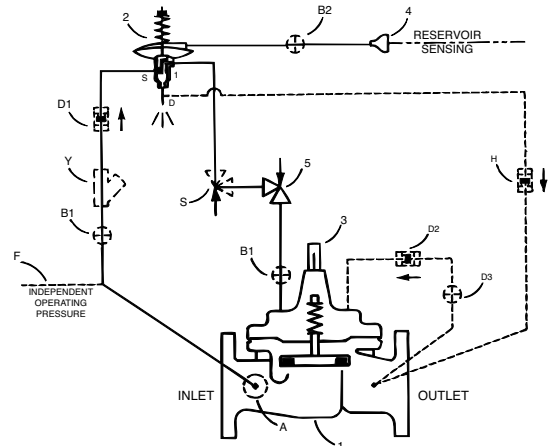 2
B2
4
RESERVOIR
SENSING
S
1
D
D1
Y
S
5
H
B1
B1
3
D2
D3
F
INDEPENDENT
OPERATING
PRESSURE
INLET
OUTLET
A
1